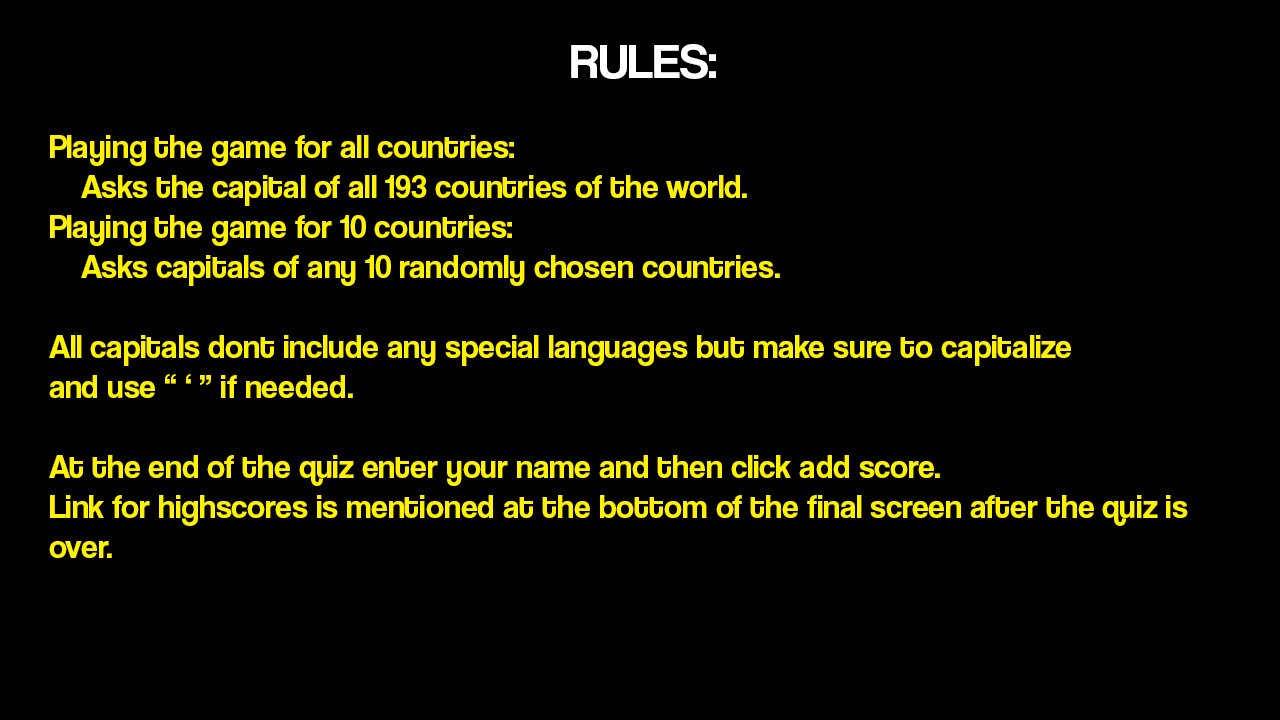 RULES:
Playing the game for all countries:
Asks the capital of all 193 countries of the world.
Playing the game for 10 countries:
Asks capitals of any 10 randomly chosen countries.
All capitals dont include any special languages but make sure to capitalize
and use “ ‘ ” if needed.
At the end of the quiz enter your name and then click add score.
Link for highscores is mentioned at the bottom of the final screen after the quiz is
over.